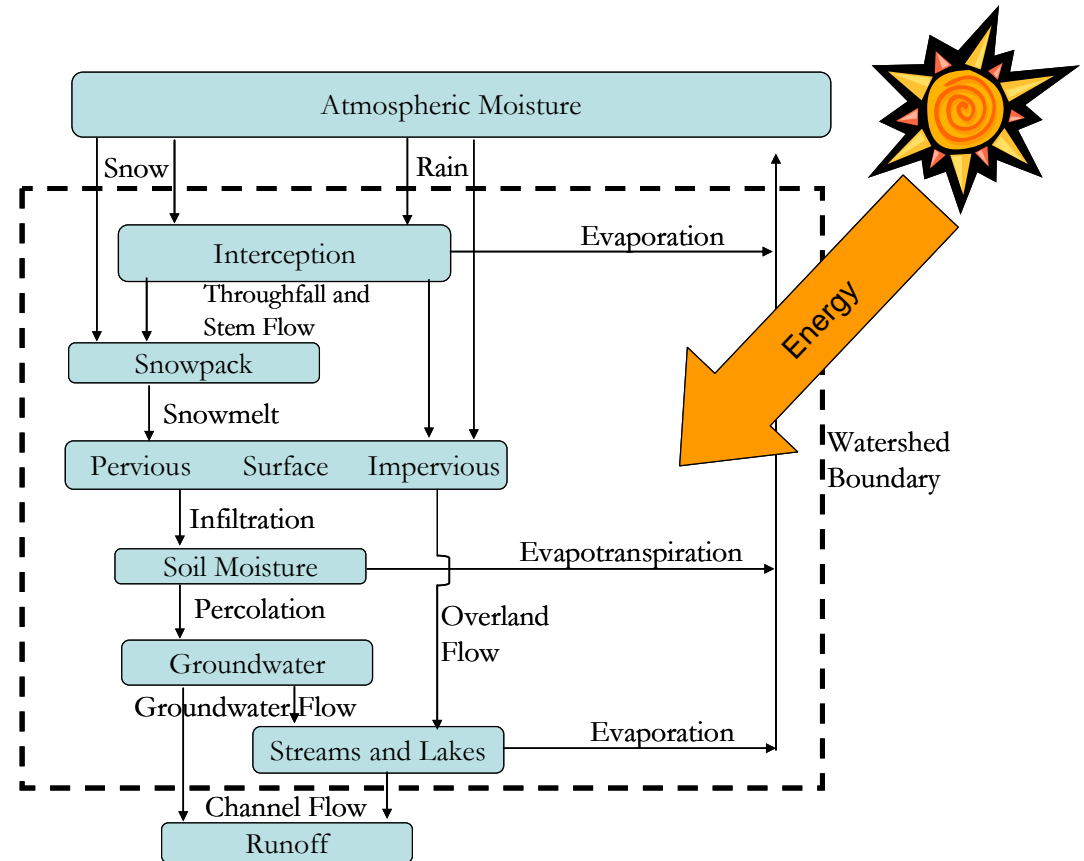 Atmospheric Moisture
Snow
Rain
Interception
Evaporation
Throughfall and
Stem Flow
Energy
Snowpack
Snowmelt
Watershed
Boundary
Pervious Surface Impervious
Infiltration
Soil Moisture
Evapotranspiration
Percolation
Overland
Flow
Groundwater
Groundwater Flow
Streams and Lakes
Evaporation
Channel Flow
Runoff